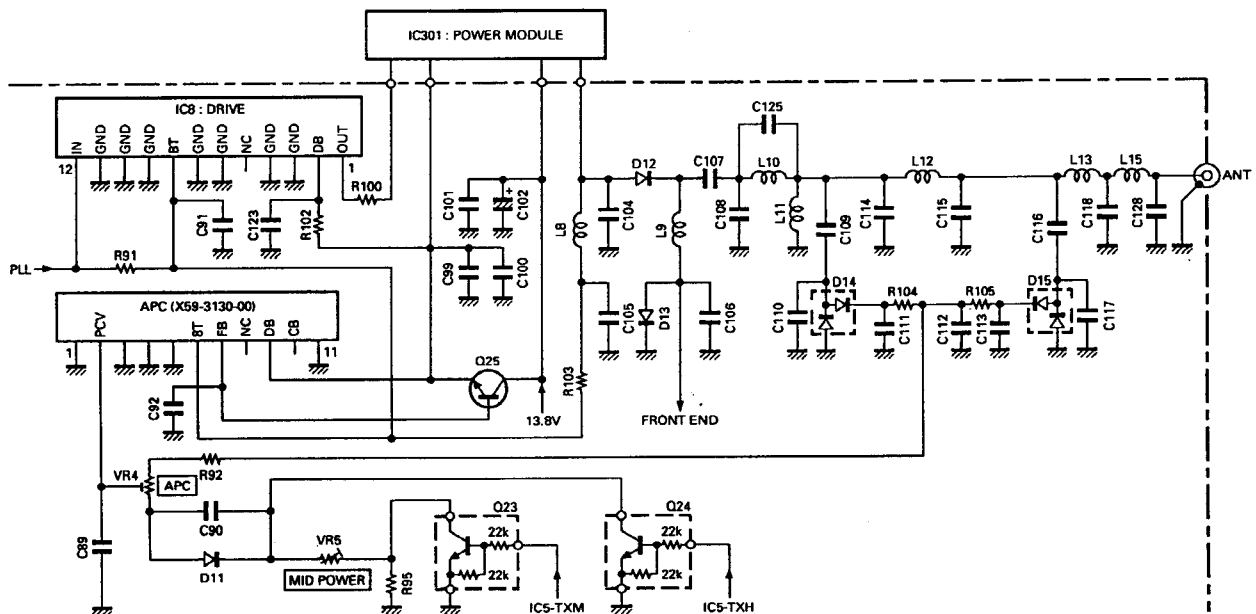 IC301 : POWER MODULE
IC8 : DRIVE
IN
GND
GND
GND
BT
GND
GND
NC
GND
GND
DB
OUT
12
1
R100
C91
C123
R102
PLL
R91
C101
C102
C99
C100
L8
C104
D12
C107
C125
L10
L9
C108
L11
C109
C114
L12
C115
C116
L13
L15
C118
C128
ANT
APC (X59-3130-00)
PCV
BT
FB
NC
DB
CB
1
11
C92
Q25
13.8V
R103
C105
D13
C106
FRONT END
C110
D14
R104
C111
C112
R105
C113
D15
C117
VR4
APC
R92
C90
C89
D11
VR5
MID POWER
R95
Q23
22k
22k
IC5-TXM
Q24
22k
22k
IC5-TXH